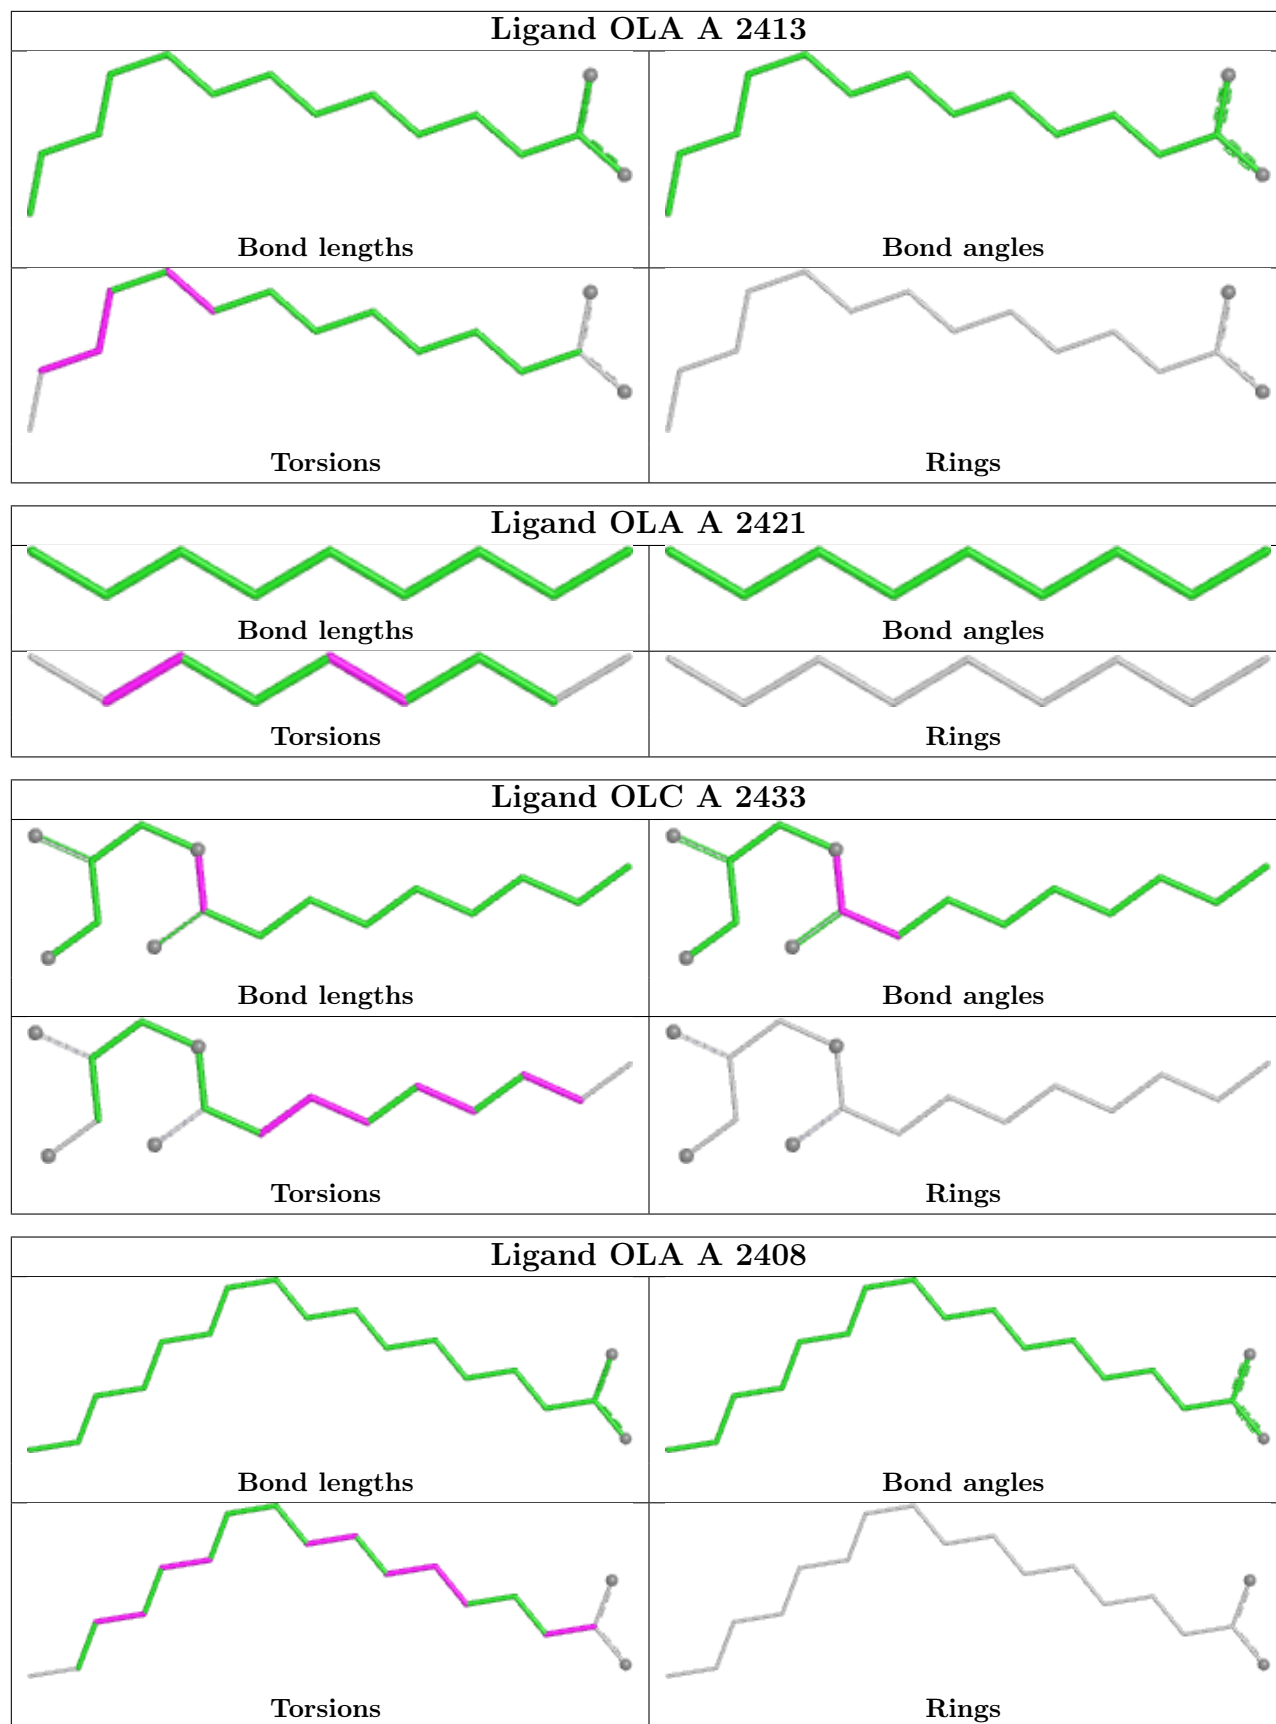 Ligand OLA A 2413
Bond lengths
Bond angles
Torsions
Rings
Ligand OLA A 2421
Bond lengths
Bond angles
Torsions
Rings
Ligand OLC A 2433
Bond lengths
Bond angles
Torsions
Rings
Ligand OLA A 2408
Bond lengths
Bond angles
Torsions
Rings